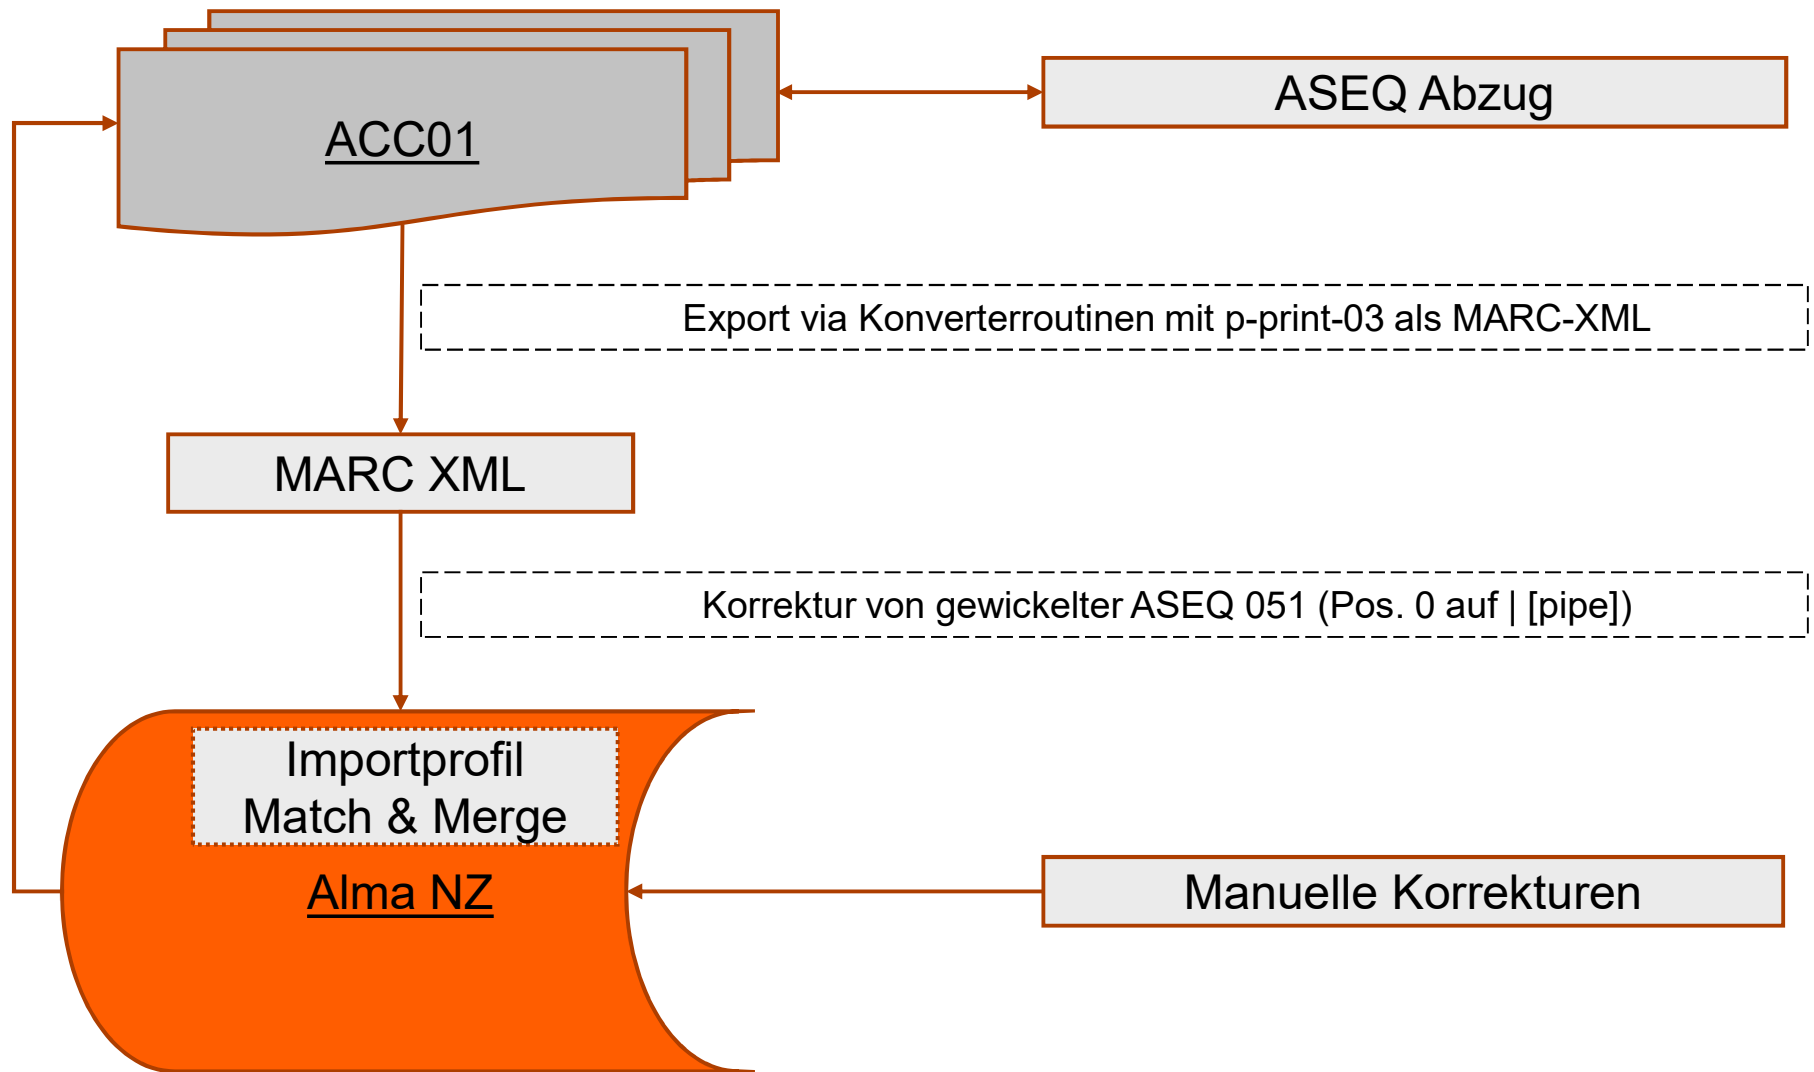 ACC01
ASEQ Abzug
Export via Konverterroutinen mit p-print-03 als MARC-XML
MARC XML
Korrektur von gewickelter ASEQ 051 (Pos. 0 auf | [pipe])
Importprofil
Match & Merge
Alma NZ
Manuelle Korrekturen